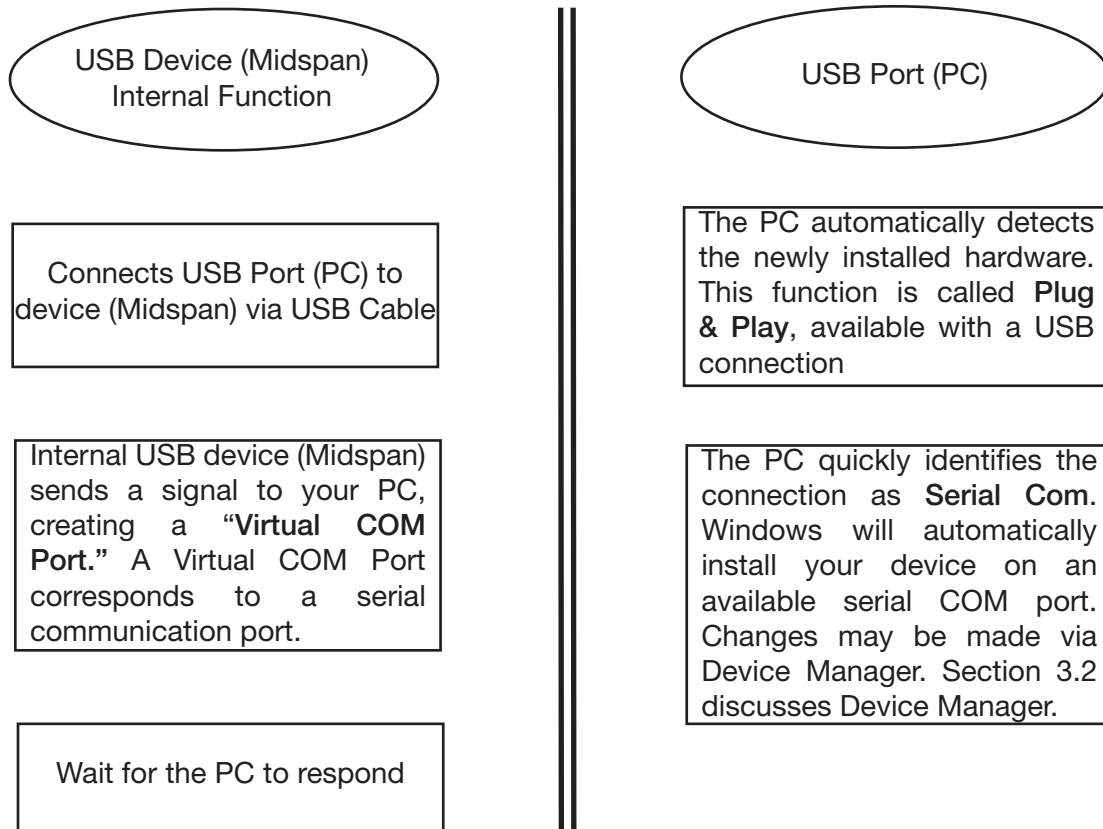 USB Device (Midspan)
Internal Function
Connects USB Port (PC) to
device (Midspan) via USB Cable
Internal USB device (Midspan)
sends a signal to your PC,
creating a “Virtual COM
Port.” A Virtual COM Port
corresponds to a serial
communication port.
Wait for the PC to respond
USB Port (PC)
The PC automatically detects
the newly installed hardware.
This function is called Plug
& Play, available with a USB
connection
The PC quickly identifies the
connection as Serial Com.
Windows will automatically
install your device on an
available serial COM port.
Changes may be made via
Device Manager. Section 3.2
discusses Device Manager.